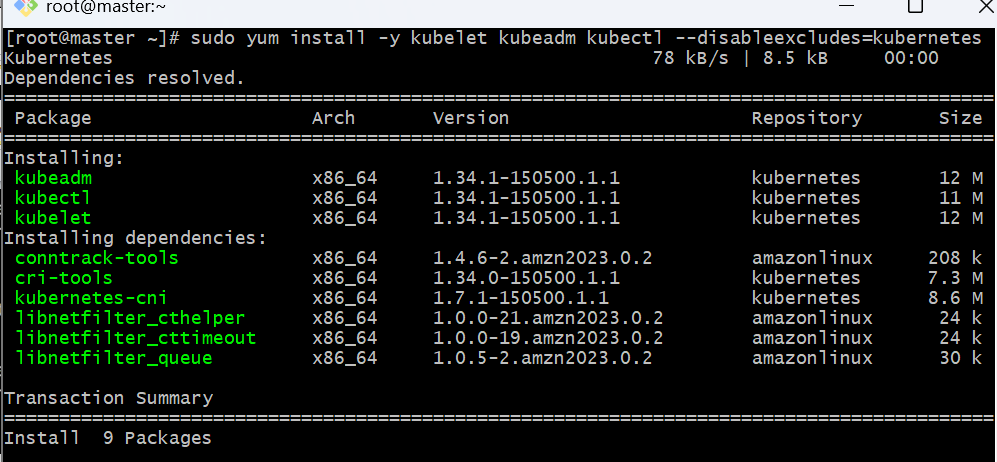 root@master:~
[root@master ~]# sudo yum install -y kubelet kubeadm kubectl --disableexcludes=kubernetes
Kubernetes 78 kB/s | 8.5 kB 00:00
Dependencies resolved.
================================================================================
Package Arch Version Repository Size
================================================================================
Installing:
kubeadm x86_64 1.34.1-150500.1.1 kubernetes 12 M
kubectl x86_64 1.34.1-150500.1.1 kubernetes 11 M
kubelet x86_64 1.34.1-150500.1.1 kubernetes 12 M
Installing dependencies:
conntrack-tools x86_64 1.4.6-2.amzn2023.0.2 amazonlinux 208 k
cri-tools x86_64 1.34.0-150500.1.1 kubernetes 7.3 M
kubernetes-cni x86_64 1.7.1-150500.1.1 kubernetes 8.6 M
libnetfilter_cthelper x86_64 1.0.0-21.amzn2023.0.2 amazonlinux 24 k
libnetfilter_cttimeout x86_64 1.0.0-19.amzn2023.0.2 amazonlinux 24 k
libnetfilter_queue x86_64 1.0.5-2.amzn2023.0.2 amazonlinux 30 k
Transaction Summary
================================================================================
Install 9 Packages